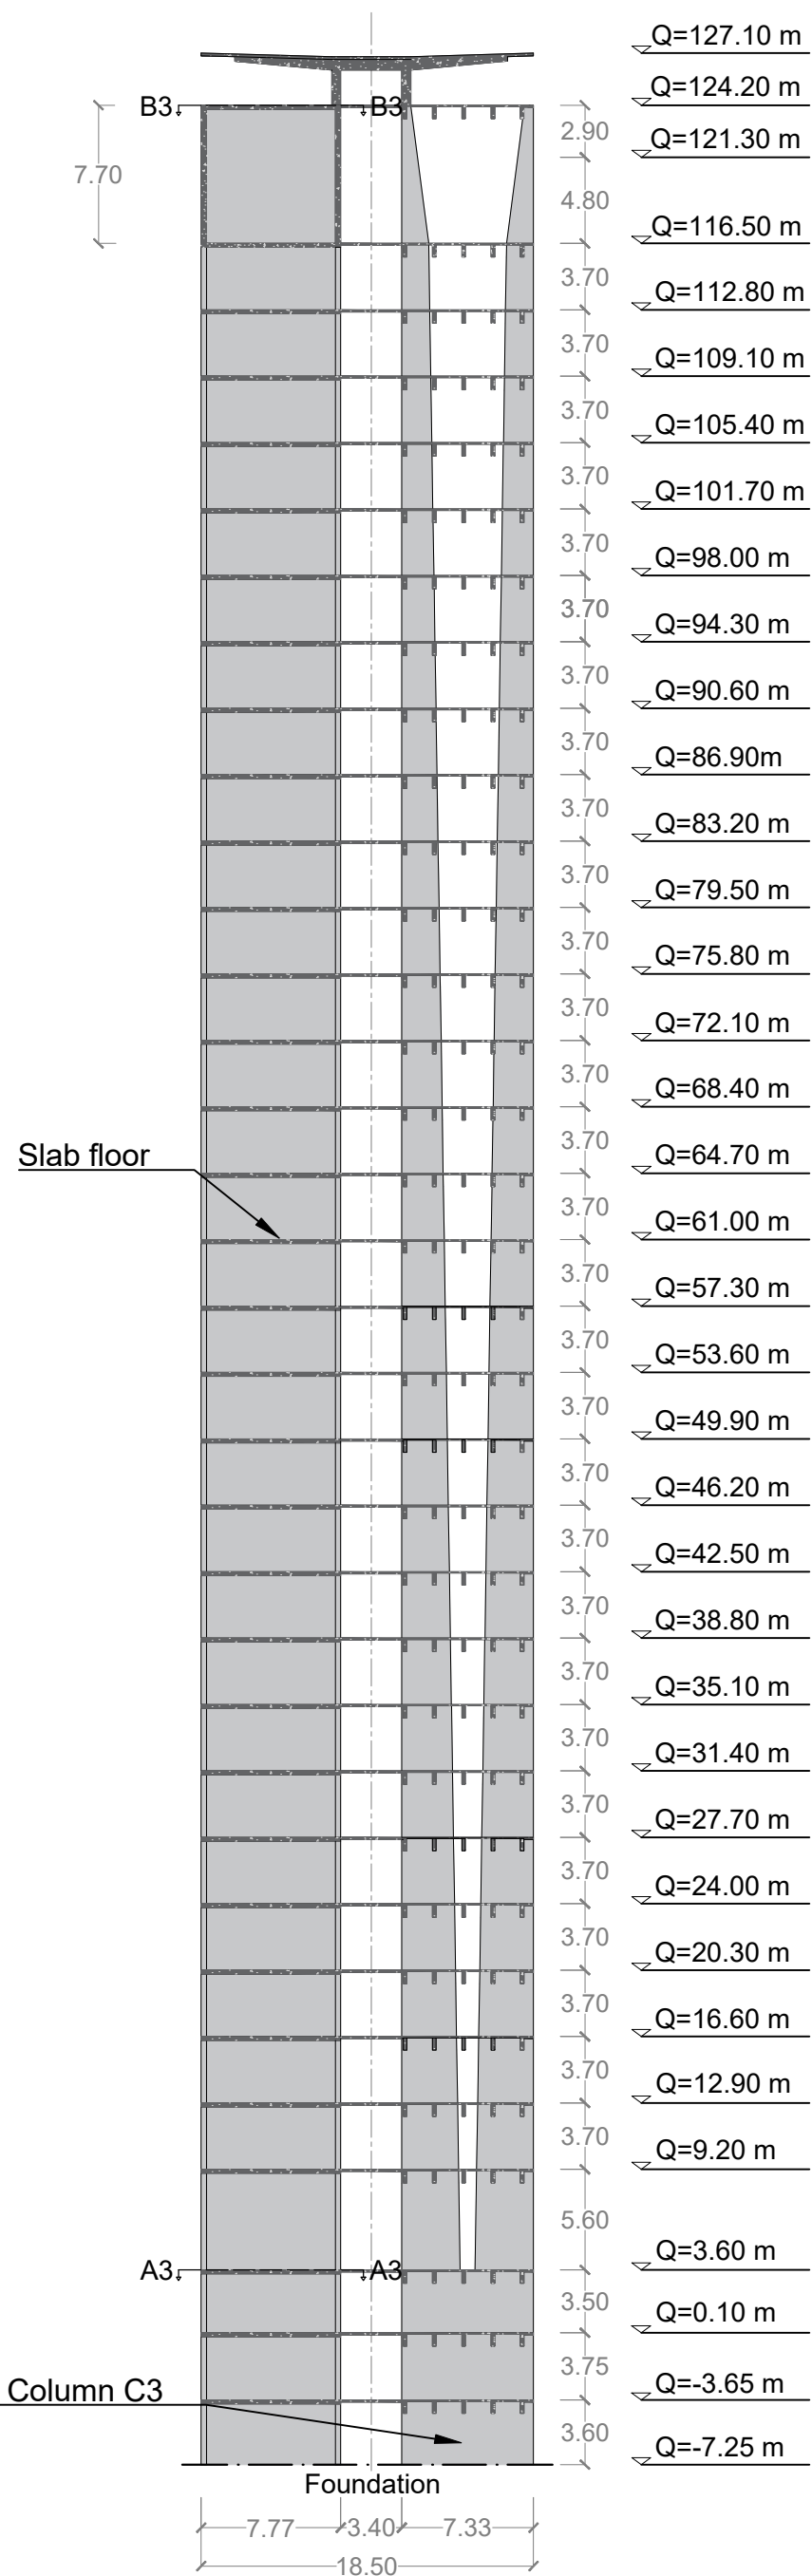 Q=127.10 m
Q=124.20 m
B3
B3
2.90
Q=121.30 m
7.70
4.80
Q=116.50 m
3.70
Q=112.80 m
3.70
Q=109.10 m
3.70
Q=105.40 m
3.70
Q=101.70 m
3.70
Q=98.00 m
3.70
Q=94.30 m
3.70
Q=90.60 m
3.70
Q=86.90m
3.70
Q=83.20 m
3.70
Q=79.50 m
3.70
Q=75.80 m
3.70
Q=72.10 m
3.70
Q=68.40 m
3.70
Slab floor
Q=64.70 m
3.70
Q=61.00 m
3.70
Q=57.30 m
3.70
Q=53.60 m
3.70
Q=49.90 m
3.70
Q=46.20 m
3.70
Q=42.50 m
3.70
Q=38.80 m
3.70
Q=35.10 m
3.70
Q=31.40 m
3.70
Q=27.70 m
3.70
Q=24.00 m
3.70
Q=20.30 m
3.70
Q=16.60 m
3.70
Q=12.90 m
3.70
Q=9.20 m
5.60
Q=3.60 m
A3
A3
3.50
Q=0.10 m
3.75
Q=-3.65 m
Column C3
3.60
Q=-7.25 m
Foundation
7.77
3.40
7.33
18.50